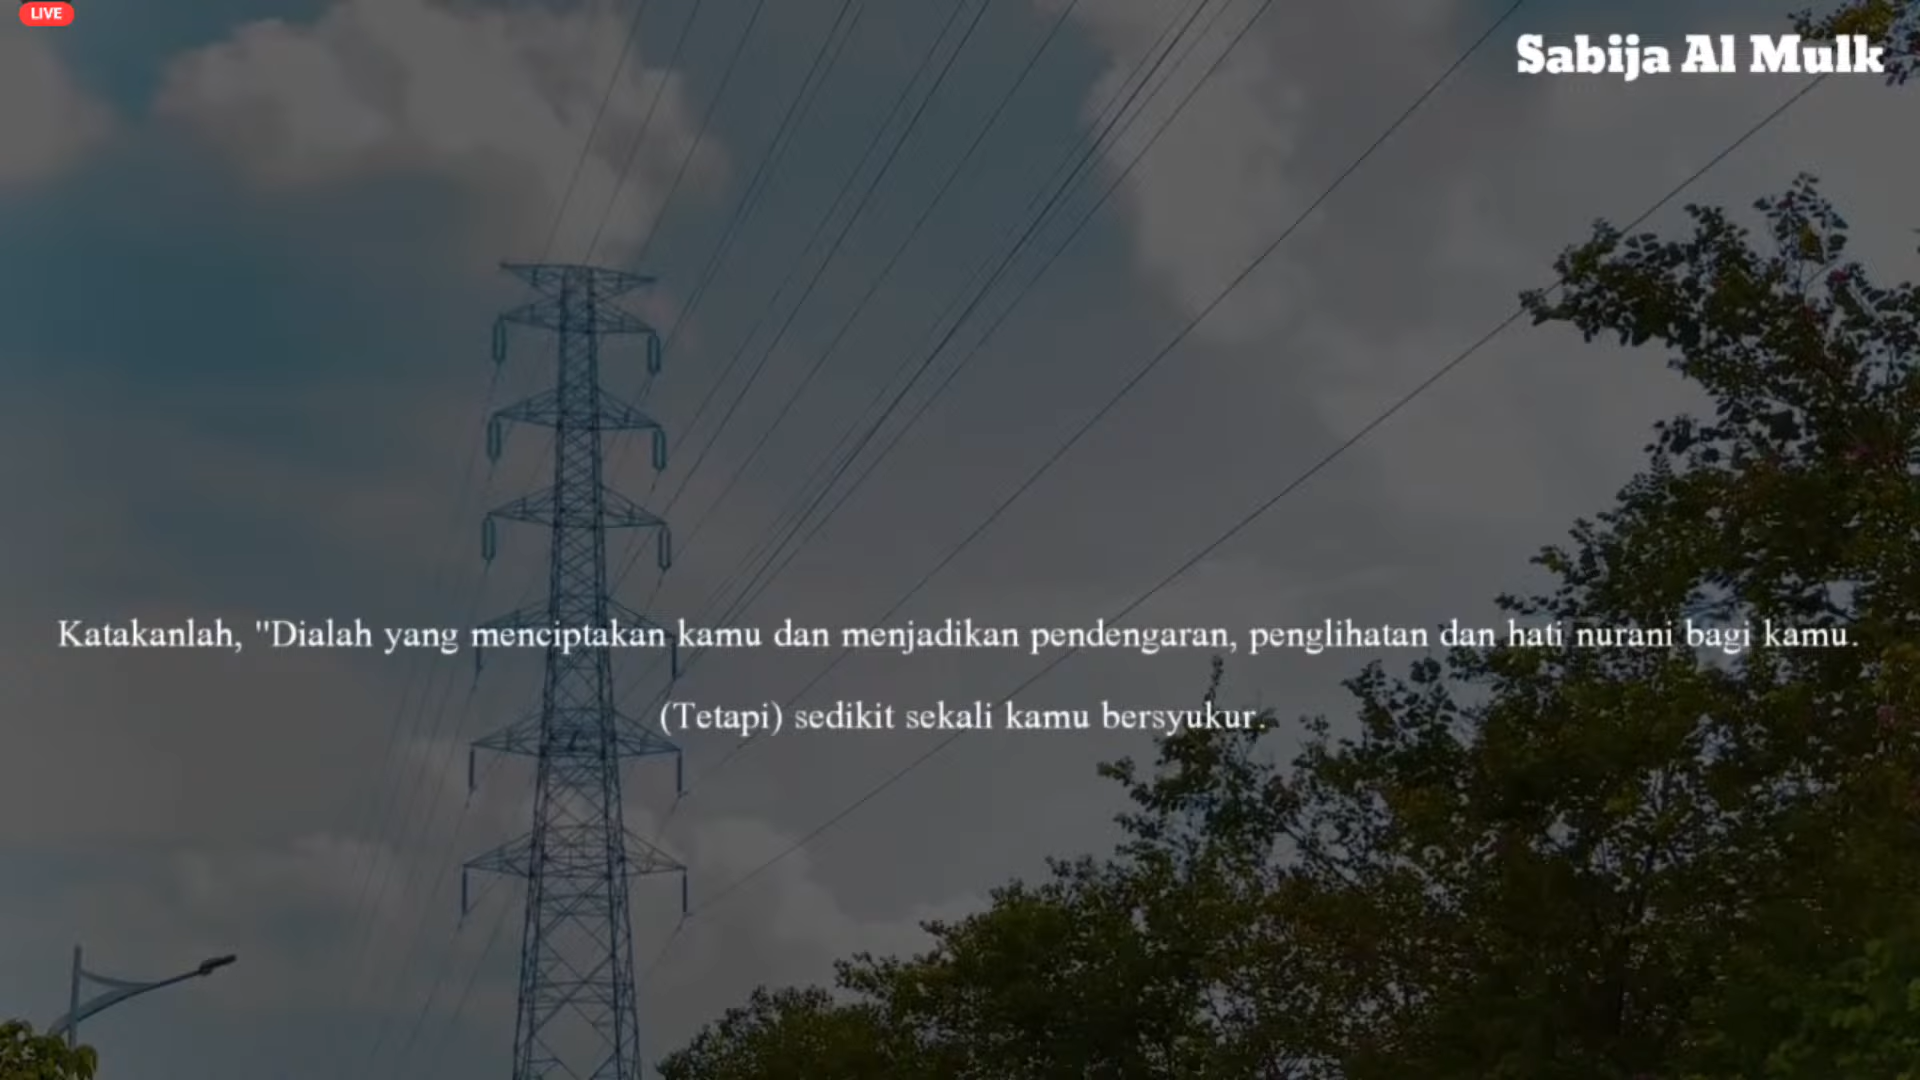 LIVE
Sabija Al Mulk
Katakanlah, "Dialah yang menciptakan kamu dan menjadikan pendengaran, penglihatan dan hati nurani bagi kamu.
(Tetapi) sedikit sekali kamu bersyukur.